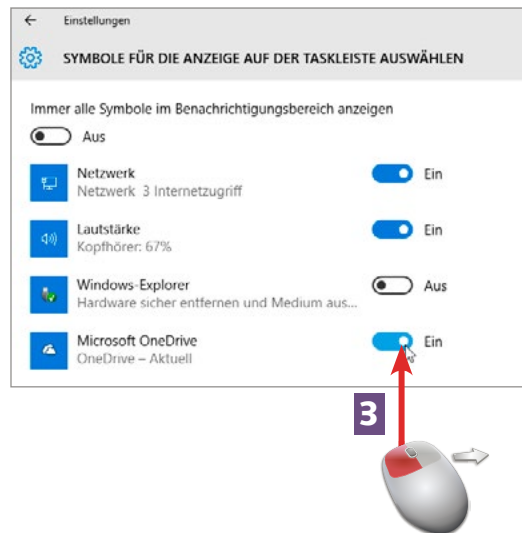 Einstellungen
SYMBOLE FÜR DIE ANZEIGE AUF DER TASKLEISTE AUSWÄHLEN
Immer alle Symbole im Benachrichtigungsbereich anzeigen
Aus
Netzwerk Ein
Netzwerk 3 Internetzugriff
Lautstärke Ein
Kopfhörer: 67%
Windows-Explorer Aus
Hardware sicher entfernen und Medium aus...
Microsoft OneDrive Ein
OneDrive – Aktuell
3